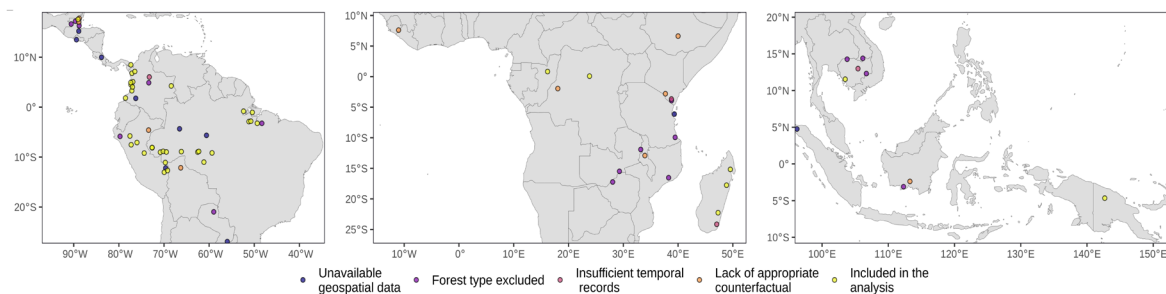 10°N
0°
10°S
20°S
90°W 80°W 70°W 60°W 50°W 40°W
10°N
5°N
0°
5°S
10°S
15°S
20°S
25°S
10°W 0° 10°E 20°E 30°E 40°E 50°E
20°N
15°N
10°N
5°N
0°
5°S
10°S
100°E 110°E 120°E 130°E 140°E 150°E
Unavailable
geospatial data
Forest type excluded
Insufficient temporal
records
Lack of appropriate
counterfactual
Included in the
analysis